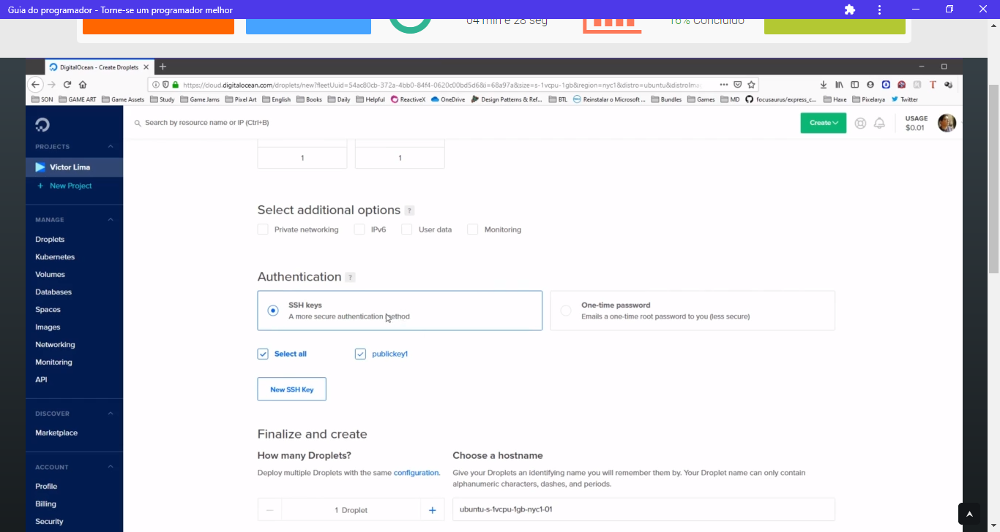 Guia do programador - Torne-se um programador melhor
04 min e 28 seg
16% Concluído
DigitalOcean - Create Droplets
https://cloud.digitalocean.com/droplets/new?fleetUuid=54ac80cb-372a-4bb0-84f4-0620c00bd5d6&i=68a97a&size=s-1vcpu-1gb&region=nyc1&distro=ubuntu&distroImag
SON GAME ART Game Assets Study Game Jams Pixel Art English Books Daily Helpful ReactiveX OneDrive Design Patterns & Ref... BTL Reinstalar o Microsoft ... Bundles Games MD focusaurus/express_c... Haxe Pixelarya Twitter
Search by resource name or IP (Ctrl+B)
Create
USAGE
$0.01
PROJECTS
Victor Lima
+ New Project
MANAGE
Droplets
Kubernetes
Volumes
Databases
Spaces
Images
Networking
Monitoring
API
DISCOVER
Marketplace
ACCOUNT
Profile
Billing
Security
1 1
Select additional options ?
Private networking IPv6 User data Monitoring
Authentication ?
SSH keys
A more secure authentication method
One-time password
Emails a one-time root password to you (less secure)
Select all publickey1
New SSH Key
Finalize and create
How many Droplets?
Deploy multiple Droplets with the same configuration.
1 Droplet
Choose a hostname
Give your Droplets an identifying name you will remember them by. Your Droplet name can only contain
alphanumeric characters, dashes, and periods.
ubuntu-s-1vcpu-1gb-nyc1-01